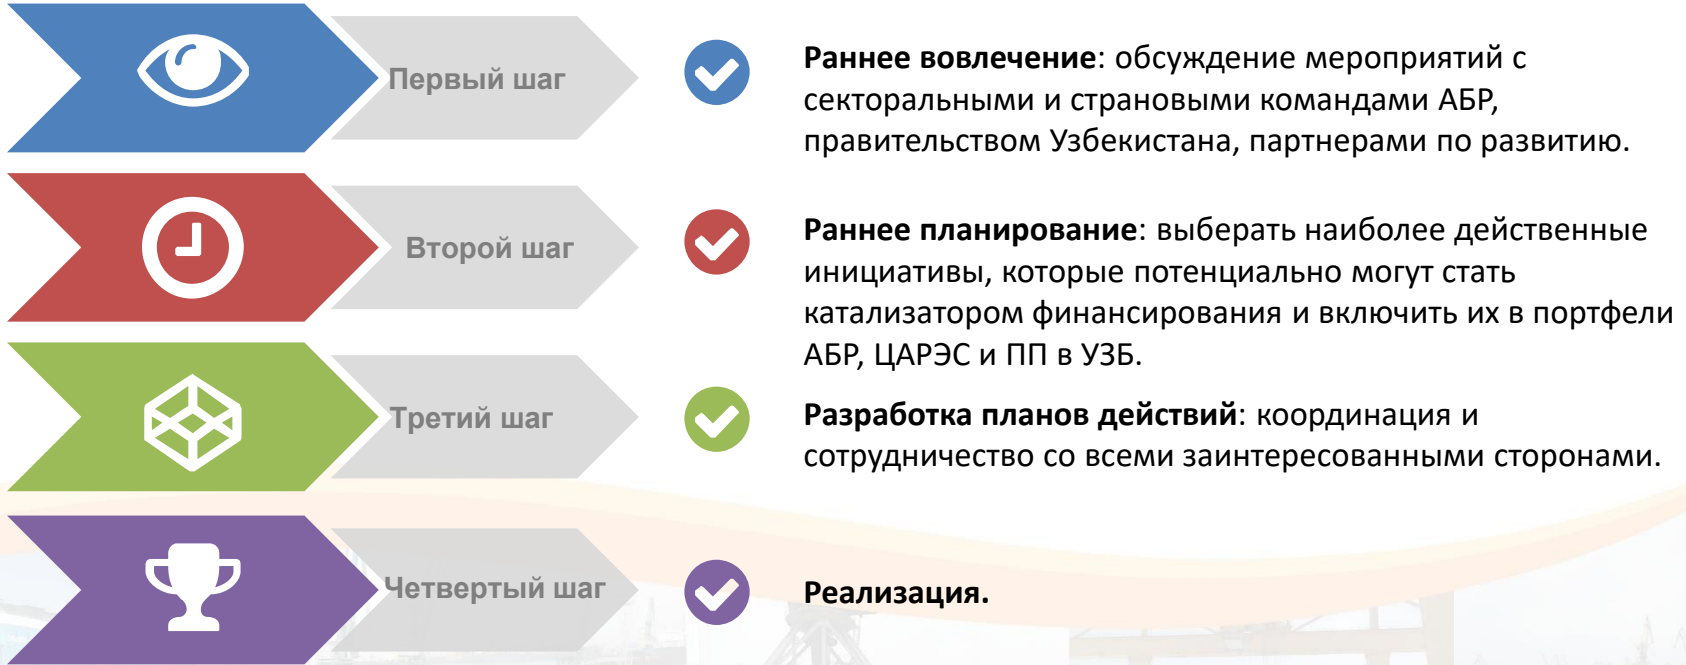 Первый шаг
Раннее вовлечение: обсуждение мероприятий с
секторальными и страновыми командами АБР,
правительством Узбекистана, партнерами по развитию.
Второй шаг
Раннее планирование: выберать наиболее действенные
инициативы, которые потенциально могут стать
катализатором финансирования и включить их в портфели
АБР, ЦАРЭС и ПП в УЗБ.
Третий шаг
Разработка планов действий: координация и
сотрудничество со всеми заинтересованными сторонами.
Четвертый шаг
Реализация.